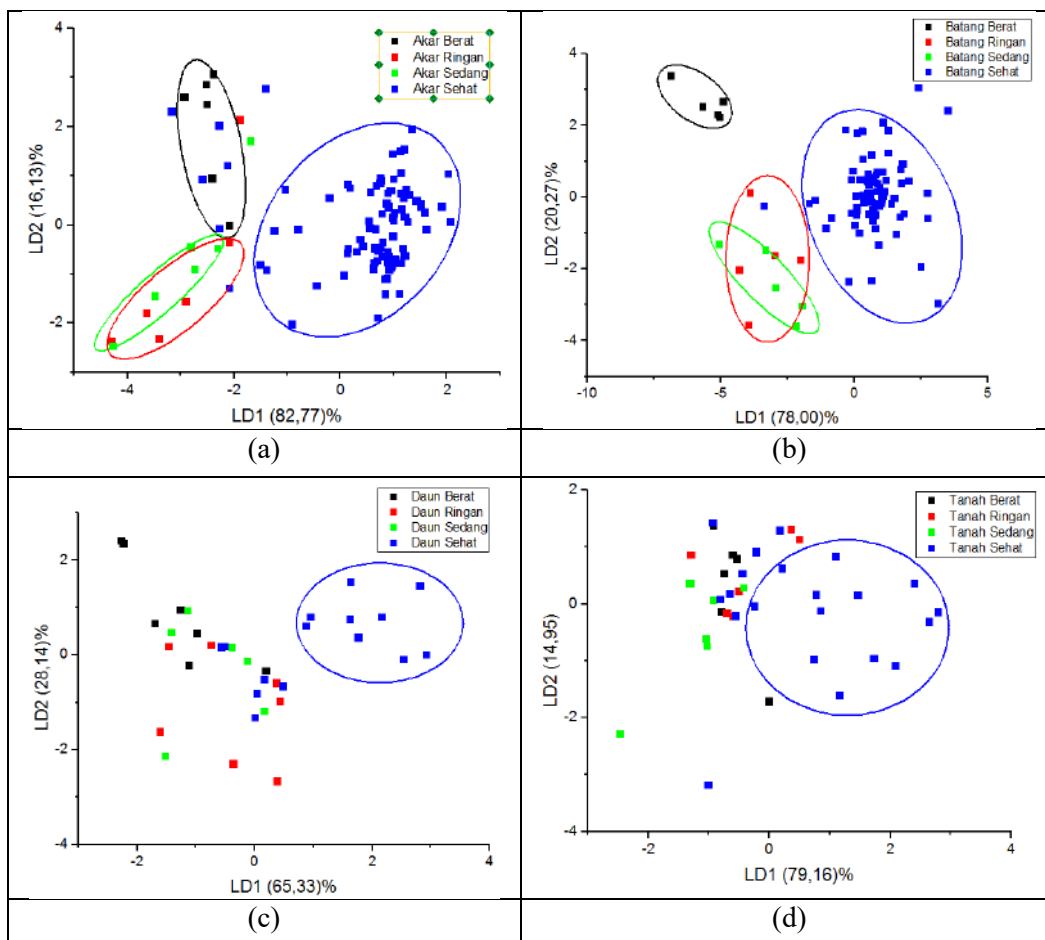 Akar Berat
Akar Ringan
Akar Sedang
Akar Sehat
4
2
0
-2
LD2 (16,13)%
-4
-2
0
2
LD1 (82,77)%
(a)
Batang Berat
Batang Ringan
Batang Sedang
Batang Sehat
4
2
0
-2
-4
LD2 (20,27)%
-10
-5
0
5
LD1 (78,00)%
(b)
Daun Berat
Daun Ringan
Daun Sedang
Daun Sehat
2
0
-2
-4
LD2 (28,14)%
-2
0
2
4
LD1 (65,33)%
(c)
Tanah Berat
Tanah Ringan
Tanah Sedang
Tanah Sehat
2
0
-2
-4
LD2 (14,95)
-2
0
2
4
LD1 (79,16)%
(d)